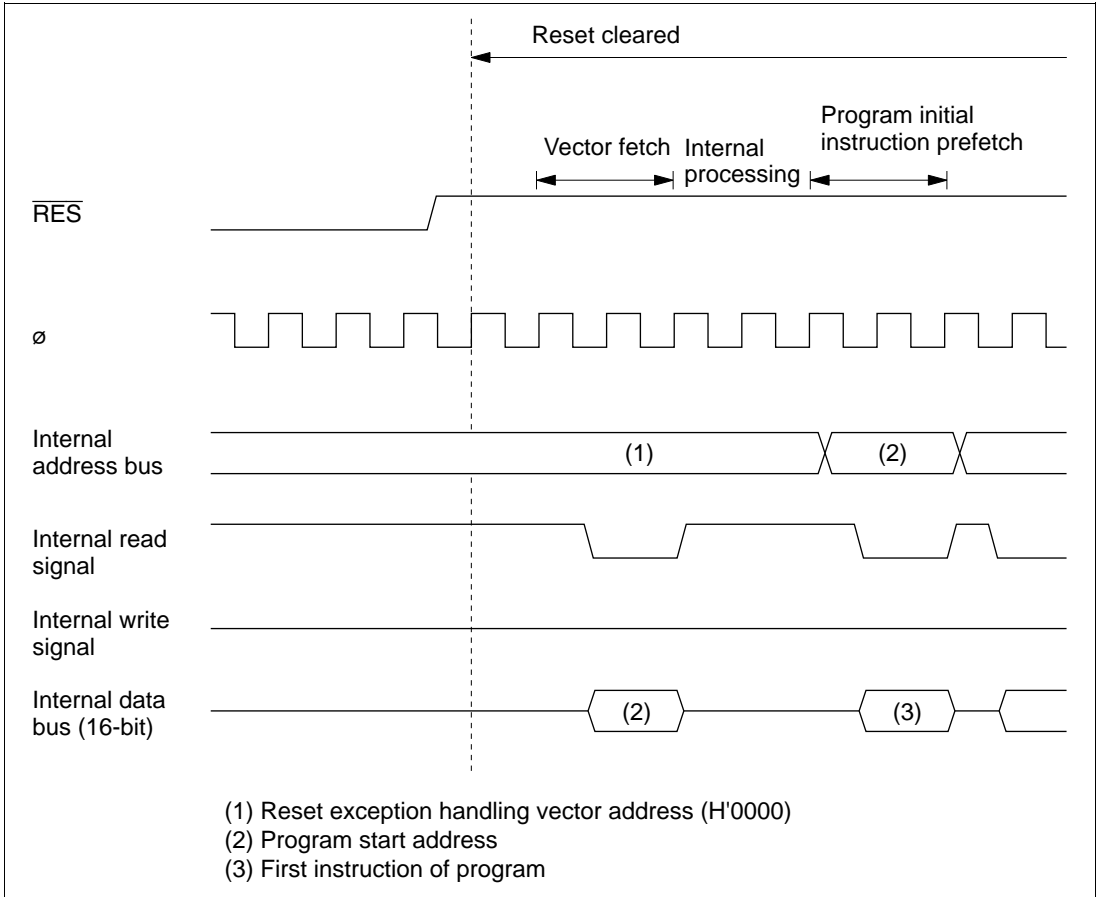 Reset cleared
Program initial
instruction prefetch
Vector fetch
Internal
processing
RES
ø
Internal
address bus
(1)
(2)
Internal read
signal
Internal write
signal
Internal data
bus (16-bit)
(2)
(3)
(1) Reset exception handling vector address (H'0000)
(2) Program start address
(3) First instruction of program